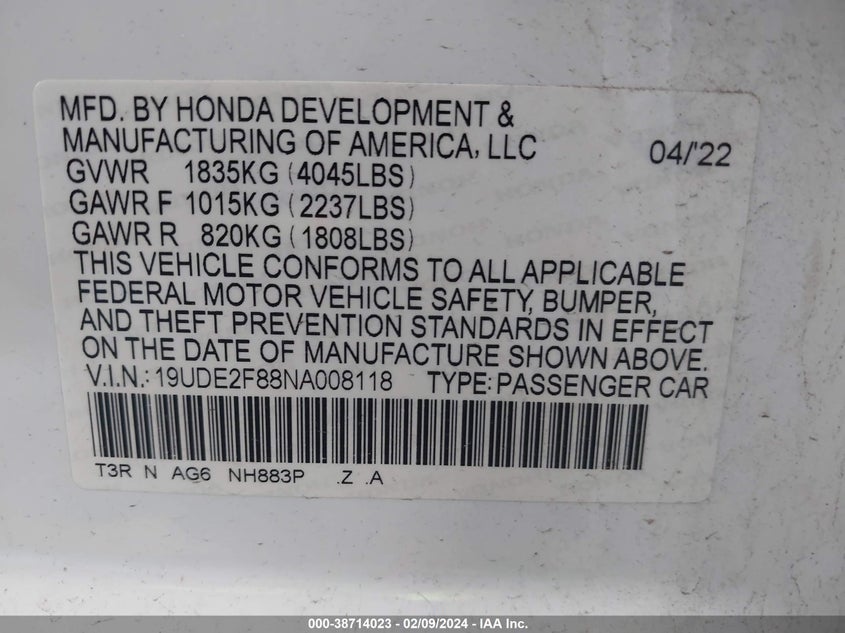 MFD. BY HONDA DEVELOPMENT &
MANUFACTURING OF AMERICA, LLC 04/'22
GVWR 1835KG (4045LBS)
GAWR F 1015KG (2237LBS)
GAWR R 820KG (1808LBS)
THIS VEHICLE CONFORMS TO ALL APPLICABLE
FEDERAL MOTOR VEHICLE SAFETY, BUMPER,
AND THEFT PREVENTION STANDARDS IN EFFECT
ON THE DATE OF MANUFACTURE SHOWN ABOVE.
V.I.N.: 19UDE2F88NA008118 TYPE: PASSENGER CAR
T3R N AG6 NH883P .Z .A
000-38714023 - 02/09/2024 - IAA Inc.